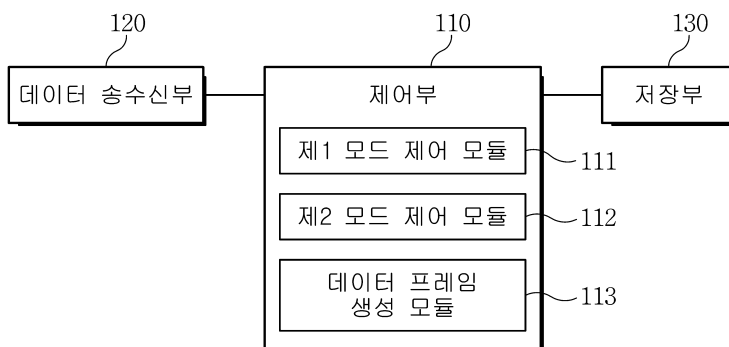 120
110
130
데이터 송수신부
제어부
저장부
제1 모드 제어 모듈
111
제2 모드 제어 모듈
112
데이터 프레임
생성 모듈
113